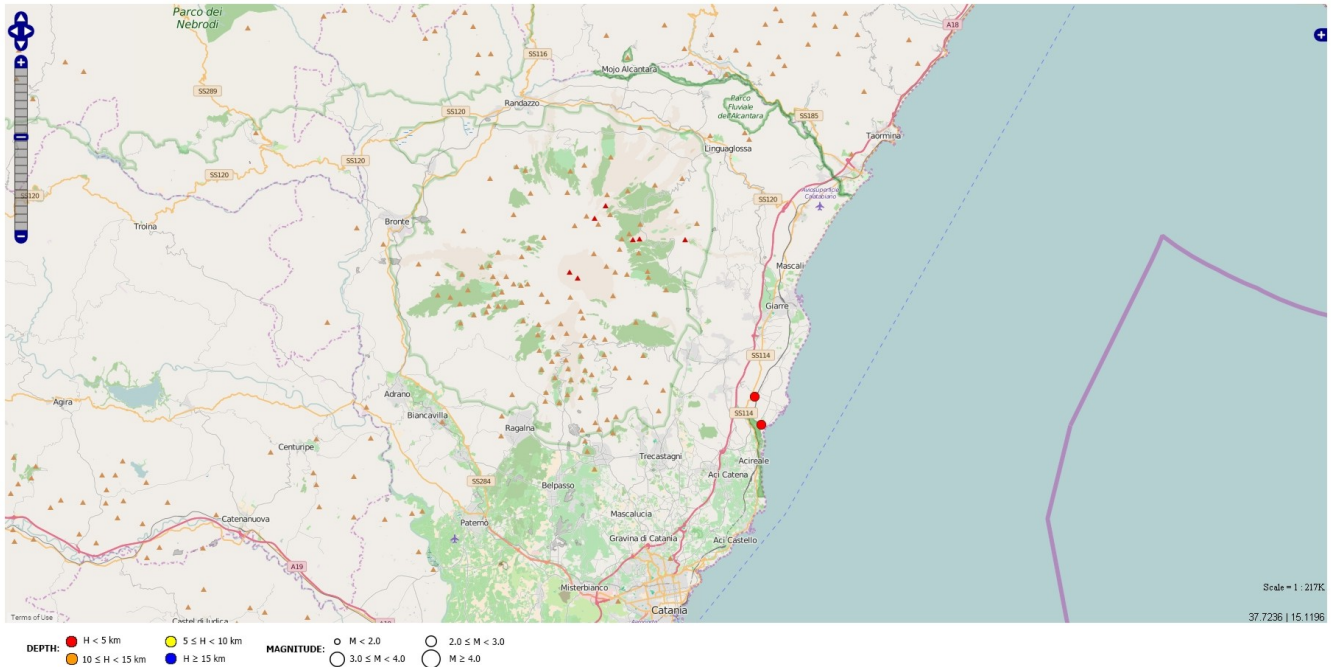 Parco dei
Nebrodi
A18
SS116
Mojo Alcantara
SS289
Randazzo
Parco
Fluviale
dell'Alcantara
SS120
SS185
Taormina
Linguaglossa
SS120
SS120
SS120
SS120
Calatabiano
Bronte
Troina
Mascali
Giarre
SS114
Agira
Adrano
SS114
Biancavilla
Ragalna
Centuripe
Trecastagni
Acireale
Aci Catena
SS284
Belpasso
Catenanuova
Paternò
Mascalucia
Gravina di Catania
Aci Castello
A19
Misterbianco
Scale = 1 : 217K
Catania
Terms of Use
Castel di Iudica
37.7236 | 15.1196
DEPTH:
H < 5 km
5 ≤ H < 10 km
MAGNITUDE:
M < 2.0
2.0 ≤ M < 3.0
10 ≤ H < 15 km
H ≥ 15 km
3.0 ≤ M < 4.0
M ≥ 4.0